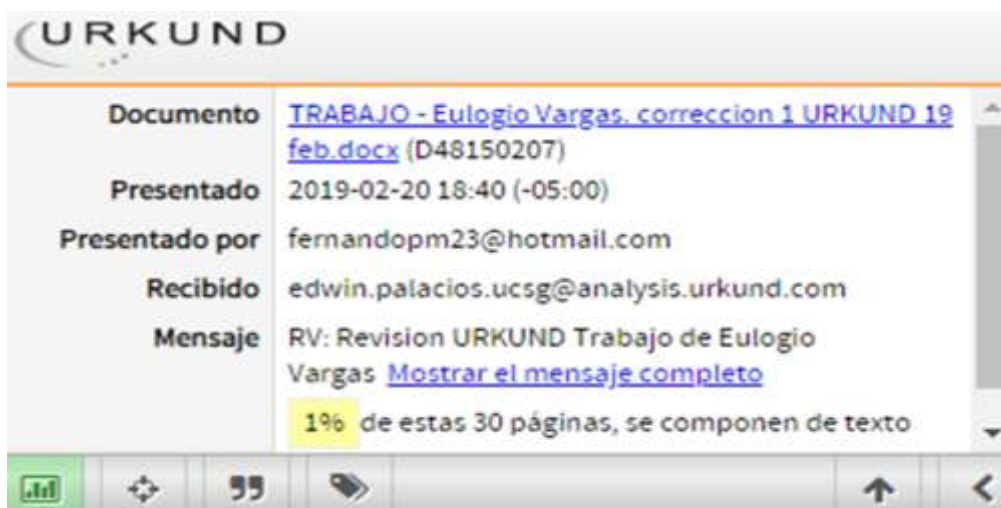 URKUND
Documento TRABAJO - Eulogio Vargas. correccion 1 URKUND 19
feb.docx (D48150207)
Presentado 2019-02-20 18:40 (-05:00)
Presentado por fernandopm23@hotmail.com
Recibido edwin.palacios.ucsg@analysis.urkund.com
Mensaje RV: Revision URKUND Trabajo de Eulogio
Vargas Mostrar el mensaje completo
1% de estas 30 páginas, se componen de texto